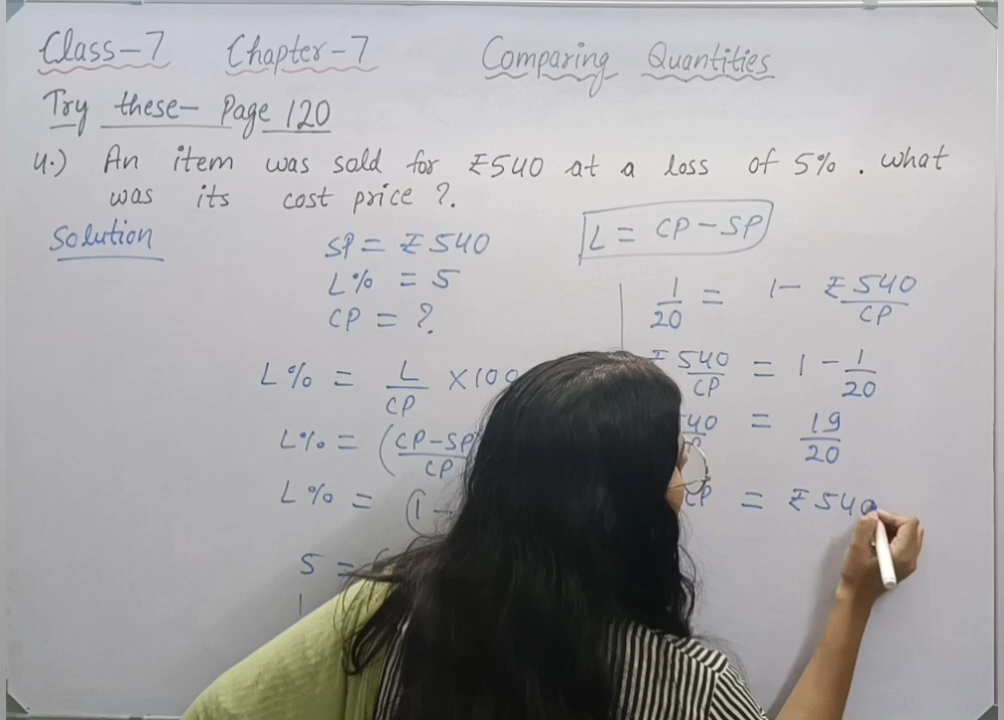 Class-7 Chapter-7 Comparing Quantities
Try these- Page 120
4.) An item was sold for ₹540 at a loss of 5%. what
was its cost price ?.
Solution
SP = ₹540
L% = 5
CP = ?
L% = L/CP ×100
L% = (CP-SP/CP
L% = (1-
5 =
L = CP-SP
1/20 = 1- ₹540/CP
₹540/CP = 1-1/20
40 = 19/20
CP = ₹540